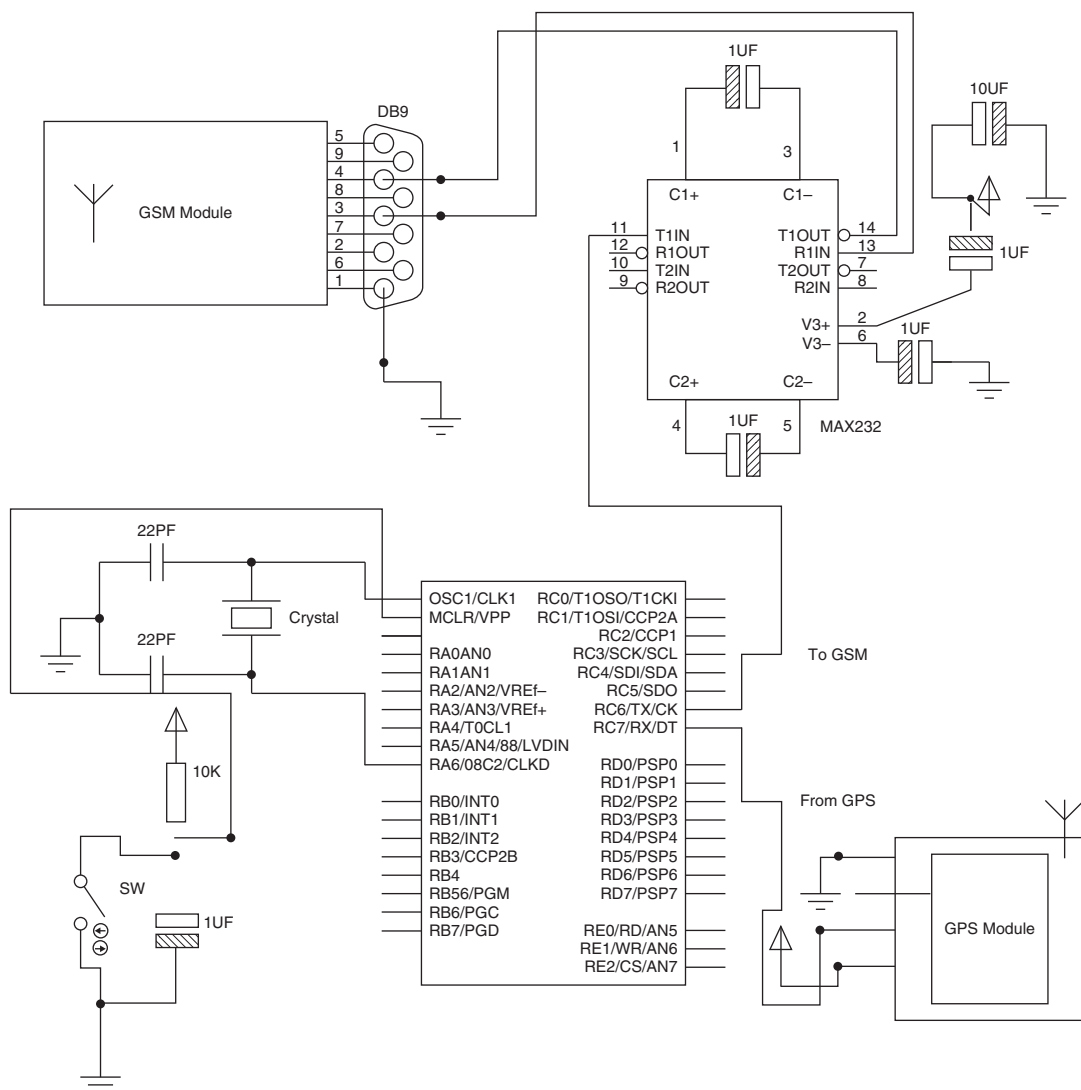 1UF
10UF
DB9
GSM Module
5
9
4
8
3
7
2
6
1
1
3
C1+
C1–
11
T1IN
T1OUT
14
12
R1OUT
R1IN
13
10
T2IN
T2OUT
7
9
R2OUT
R2IN
8
1UF
V3+
2
V3–
6
1UF
C2+
C2–
4
1UF
5
MAX232
22PF
Crystal
22PF
10K
SW
1UF
OSC1/CLK1
MCLR/VPP
RA0AN0
RA1AN1
RA2/AN2/VREf–
RA3/AN3/VREf+
RA4/T0CL1
RA5/AN4/88/LVDIN
RA6/08C2/CLKD
RB0/INT0
RB1/INT1
RB2/INT2
RB3/CCP2B
RB4
RB56/PGM
RB6/PGC
RB7/PGD
RC0/T1OSO/T1CKI
RC1/T1OSI/CCP2A
RC2/CCP1
RC3/SCK/SCL
RC4/SDI/SDA
RC5/SDO
RC6/TX/CK
RC7/RX/DT
RD0/PSP0
RD1/PSP1
RD2/PSP2
RD3/PSP3
RD4/PSP4
RD5/PSP5
RD6/PSP6
RD7/PSP7
RE0/RD/AN5
RE1/WR/AN6
RE2/CS/AN7
To GSM
From GPS
GPS Module